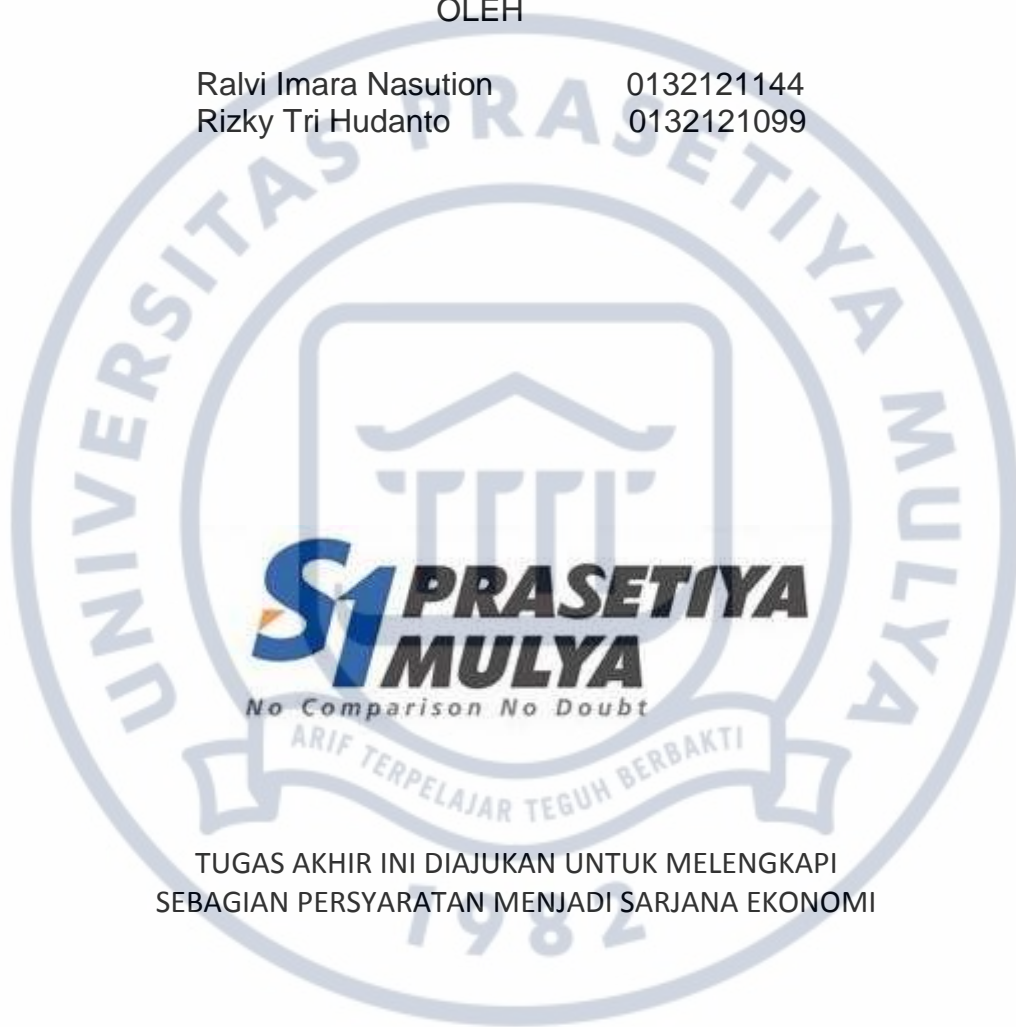 OLEH
Ralvi Imara Nasution 0132121144
Rizky Tri Hudanto 0132121099
UNIVERSITAS PRASETIYA MULYA
S1 PRASETIYA
MULYA
No Comparison No Doubt
ARIF TERPELAJAR TEGUH BERBAKTI
TUGAS AKHIR INI DIAJUKAN UNTUK MELENGKAPI
SEBAGIAN PERSYARATAN MENJADI SARJANA EKONOMI
1982